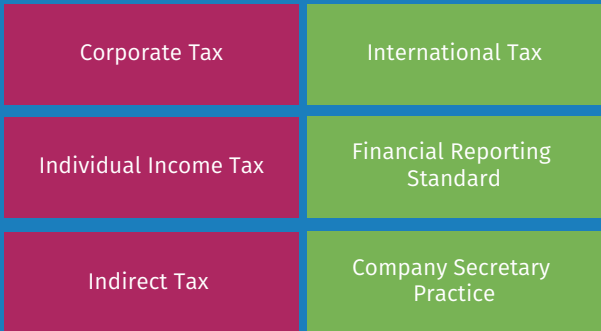 Corporate Tax
International Tax
Individual Income Tax
Financial Reporting
Standard
Indirect Tax
Company Secretary
Practice